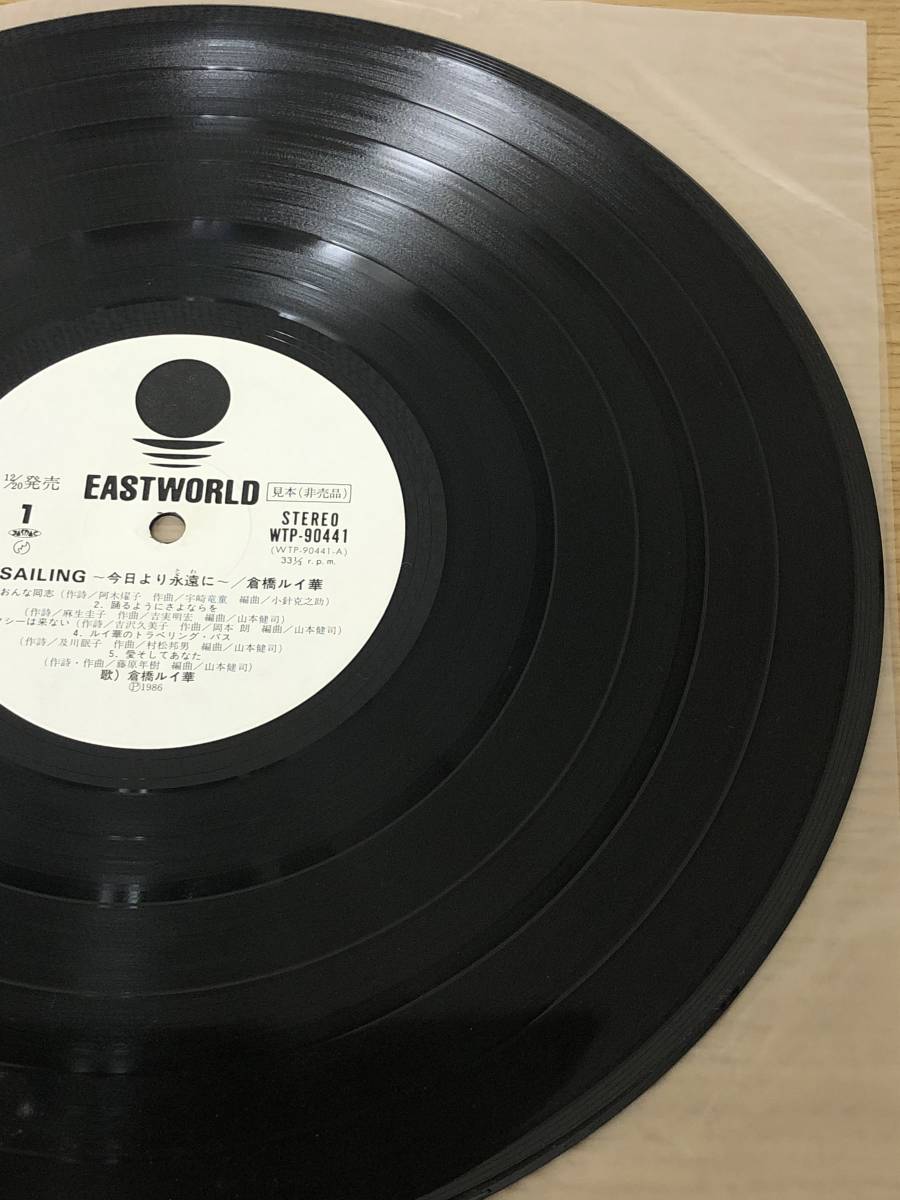 12/20発売
EASTWORLD
見本(非売品)
1
STEREO
WTP-90441
(WTP-90441-A)
33⅓ r.p.m.
SAILING ~今日より永遠に~/倉橋ルイ華
とわ
おんな同志(作詩/阿木燿子 作曲/宇崎竜童 編曲/小針克之助)
2. 踊るようにさよならを
(作詩/麻生圭子 作曲/吉実明宏 編曲/山本健司)
クシーは来ない(作詩/吉沢久美子 作曲/岡本 朗 編曲/山本健司)
4. ルイ華のトラベリング・バス
(作詩/及川眠子 作曲/村松邦男 編曲/山本健司)
5. 愛そしてあなた
(作詩・作曲/藤原年樹 編曲/山本健司)
歌) 倉橋ルイ華
Ⓟ1986